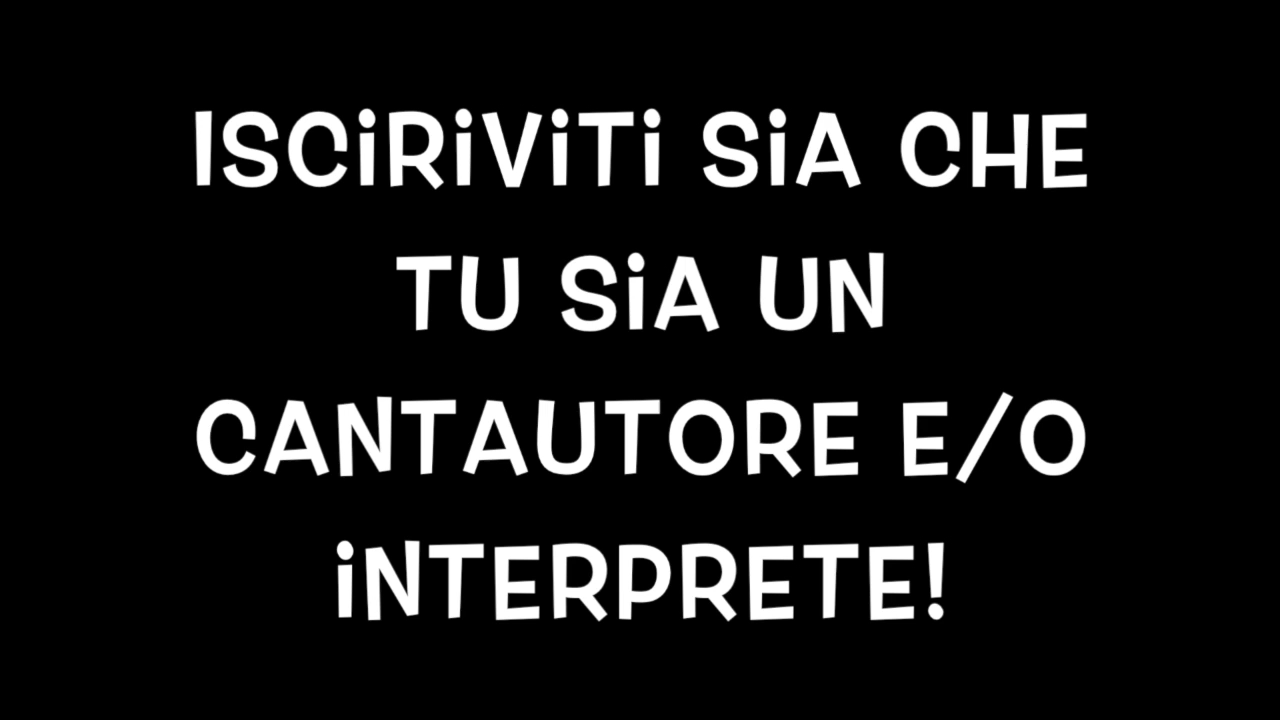 ISCIRIVITI SIA CHE
TU SIA UN
CANTAUTORE E/O
INTERPRETE!